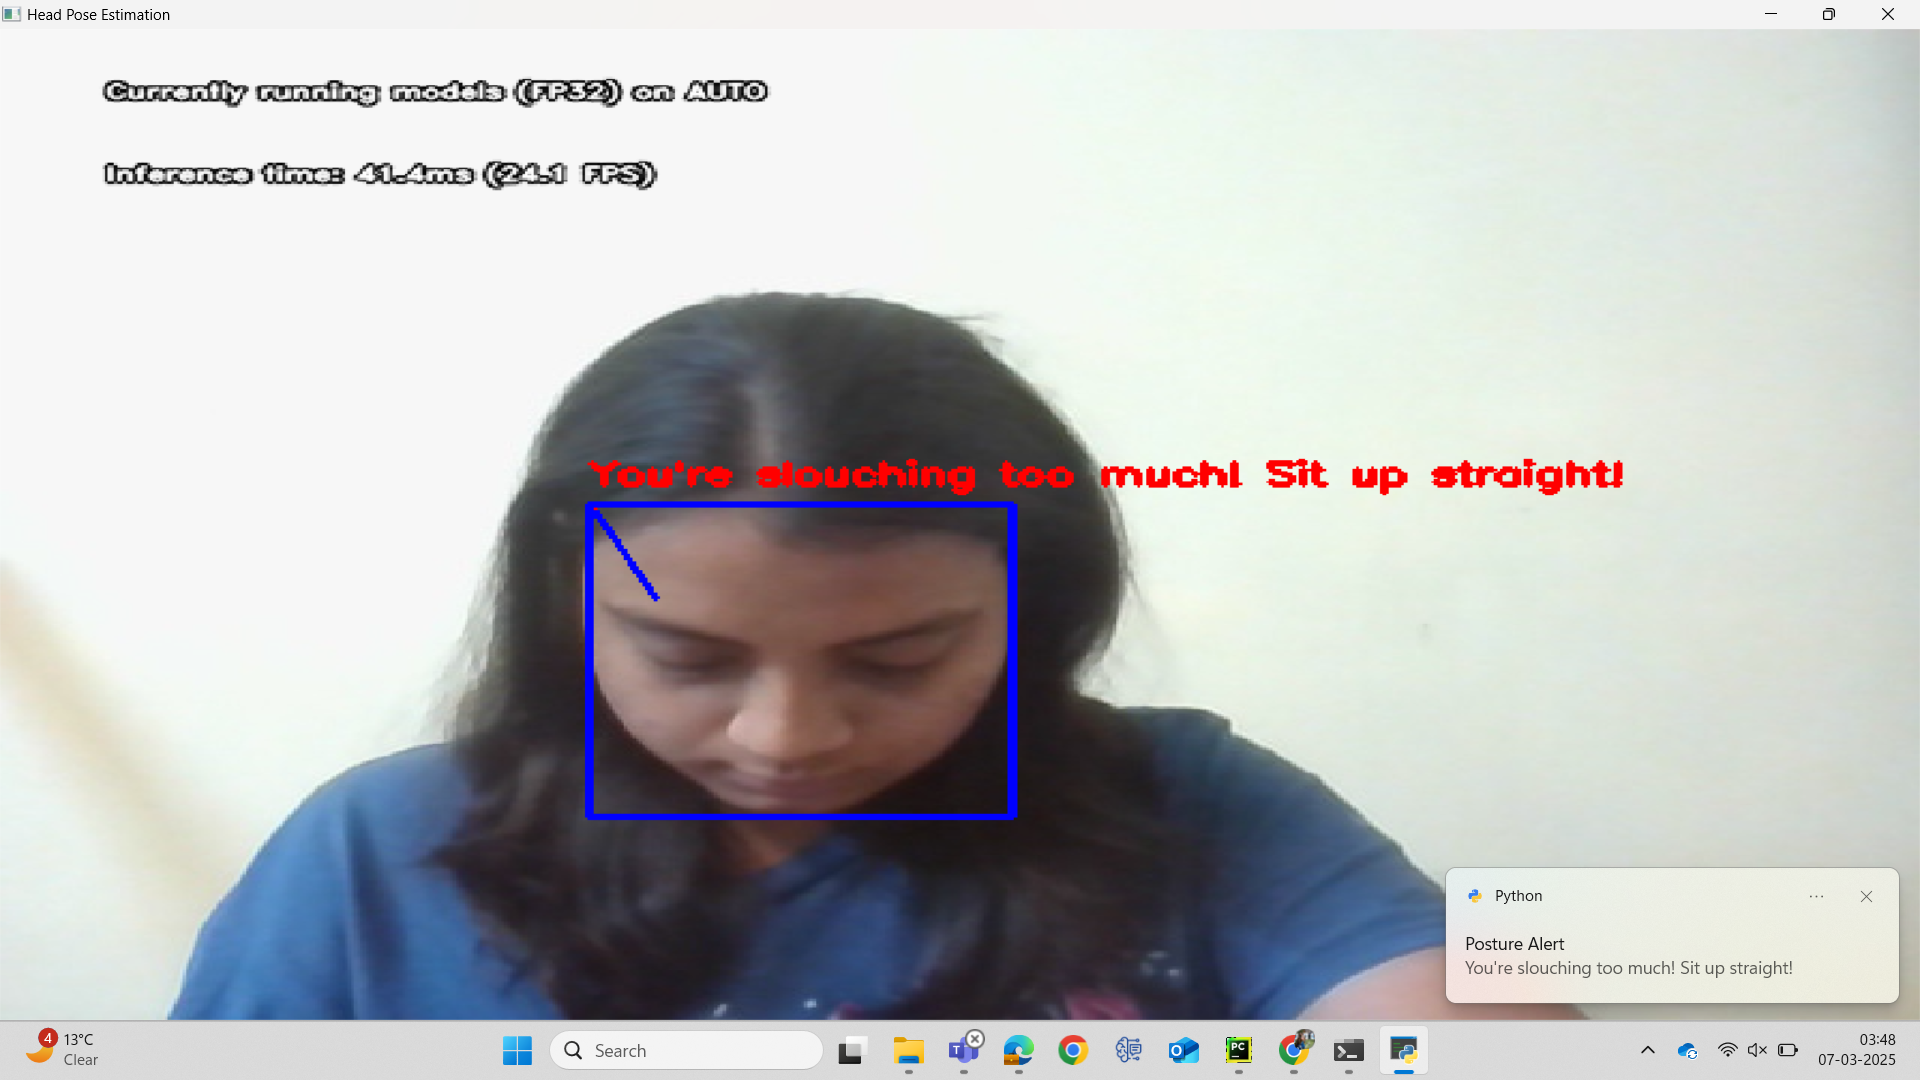 Head Pose Estimation
Currently running models (FP32) on AUTO
Inference time: 41.4ms (24.1 FPS)
You're slouching too much! Sit up straight!
Python
Posture Alert
You're slouching too much! Sit up straight!
4
13°C
Clear
Search
T
O
PC
03:48
07-03-2025